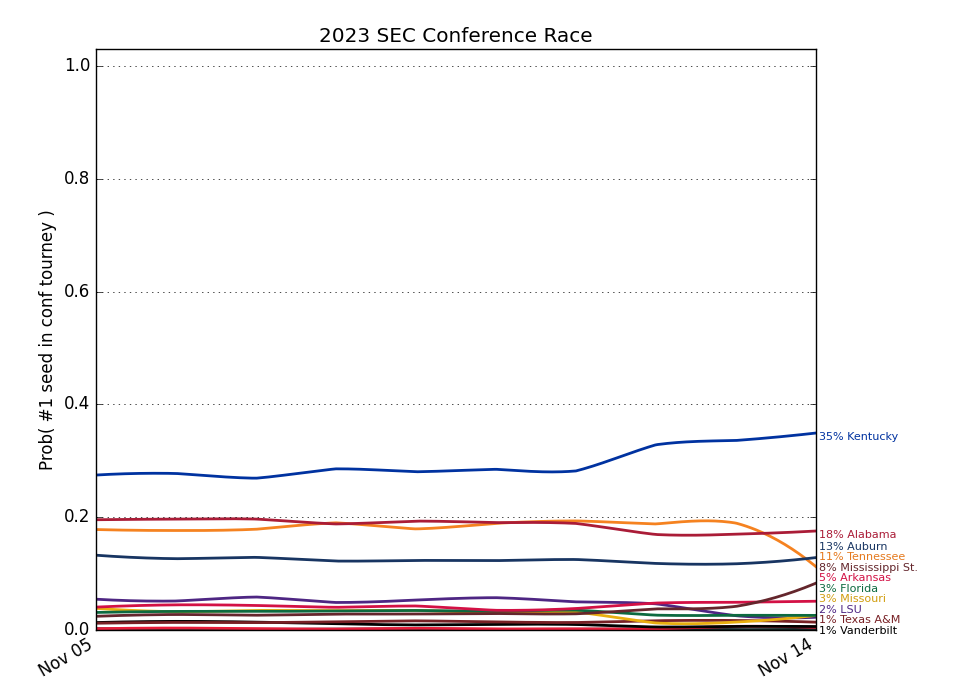 2023 SEC Conference Race
Prob( #1 seed in conf tourney )
1.0
0.8
0.6
0.4
0.2
0.0
Nov 05
Nov 14
35% Kentucky
18% Alabama
13% Auburn
11% Tennessee
8% Mississippi St.
5% Arkansas
3% Florida
3% Missouri
2% LSU
1% Texas A&M
1% Vanderbilt